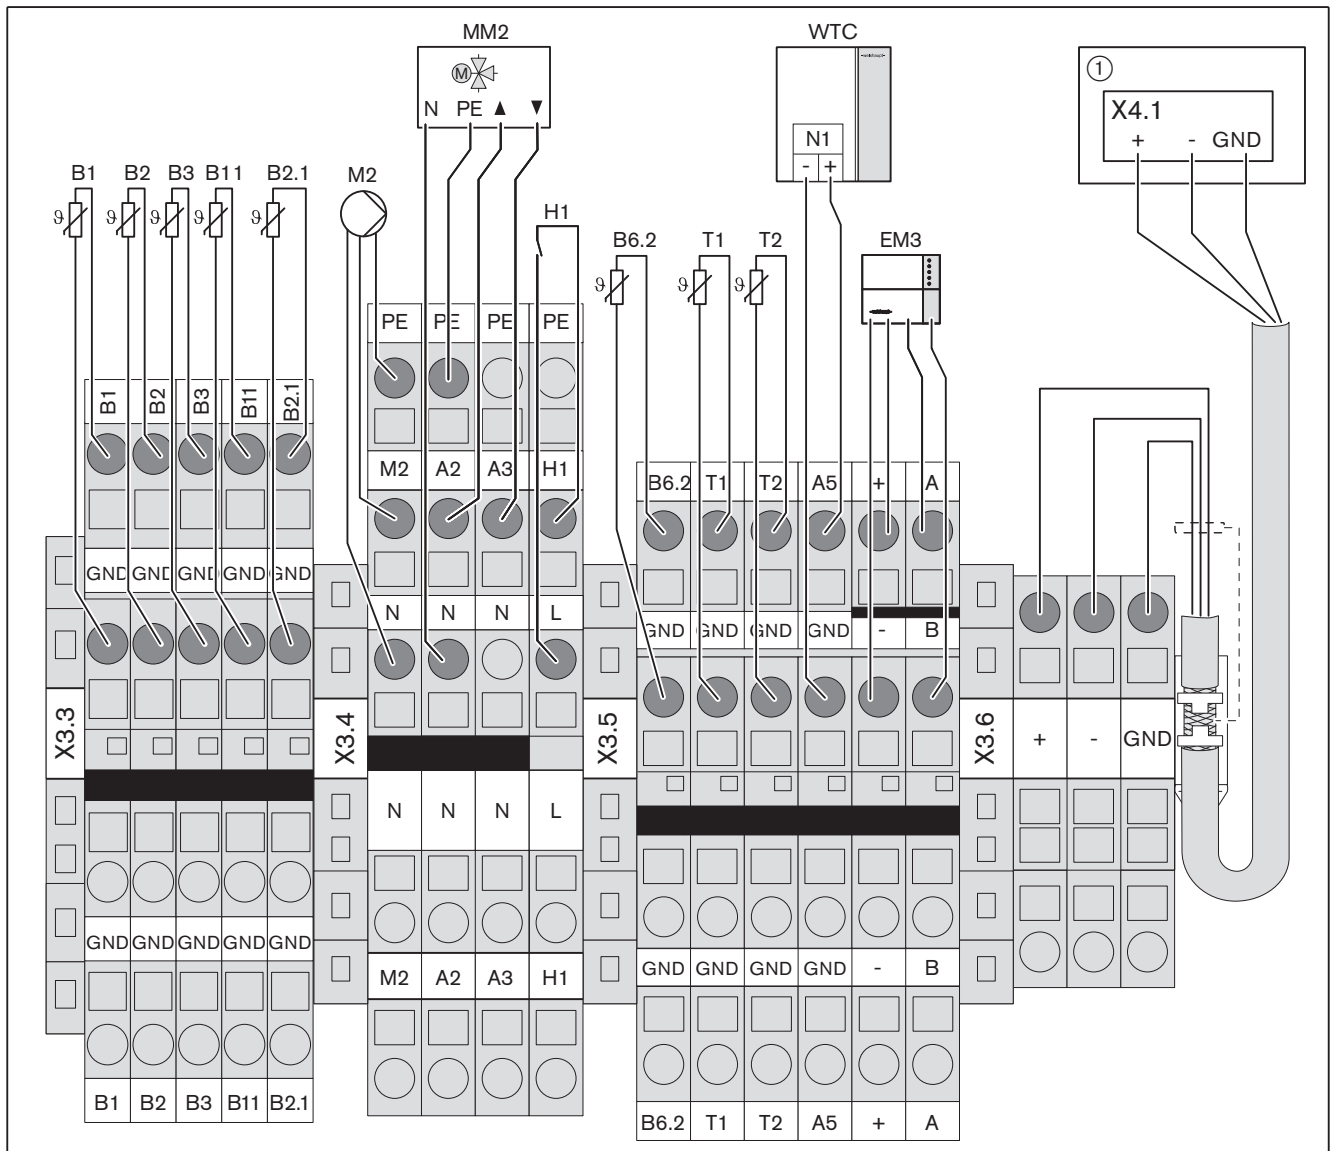 MM2
N PE ▲ ▼
WTC
N1
- +
①
X4.1
+ - GND
B1 B2 B3 B11 B2.1
ϑ ϑ ϑ ϑ ϑ
M2
M
H1
B6.2 T1 T2
ϑ ϑ ϑ
EM3
X3.3
B1 B2 B3 B11 B2.1
GND GND GND GND GND
GND GND GND GND GND
B1 B2 B3 B11 B2.1
X3.4
PE PE PE PE
M2 A2 A3 H1
N N N L
N N N L
M2 A2 A3 H1
X3.5
B6.2 T1 T2 A5 + A
GND GND GND GND - B
GND GND GND GND - B
B6.2 T1 T2 A5 + A
X3.6
+ - GND